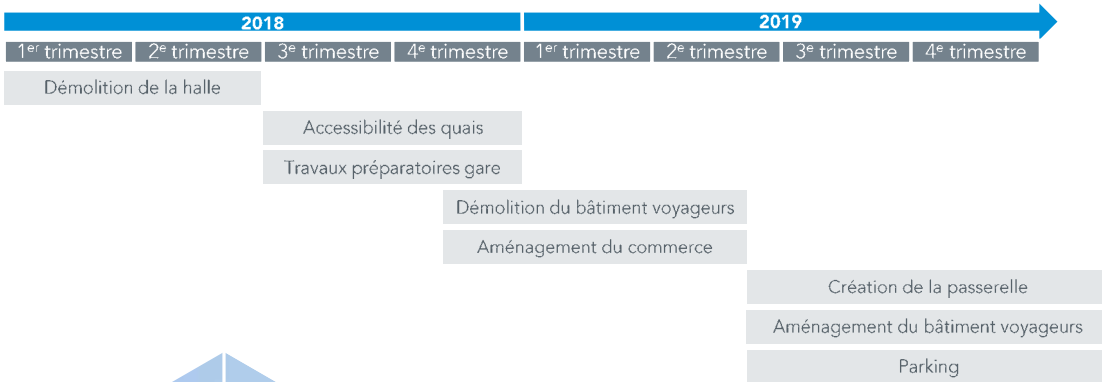 2018 2019
1er trimestre 2e trimestre 3e trimestre 4e trimestre 1er trimestre 2e trimestre 3e trimestre 4e trimestre
Démolition de la halle
Accessibilité des quais
Travaux préparatoires gare
Démolition du bâtiment voyageurs
Aménagement du commerce
Création de la passerelle
Aménagement du bâtiment voyageurs
Parking